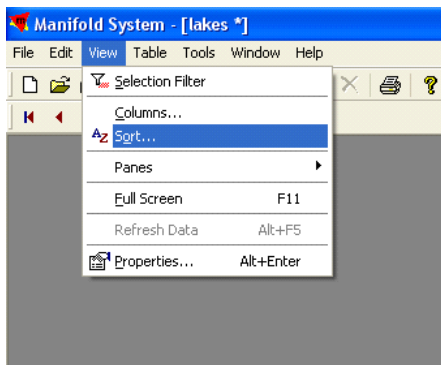 Manifold System - [lakes *]
File Edit View Table Tools Window Help
Selection Filter
Columns...
AZ Sort...
Panes
Full Screen F11
Refresh Data Alt+F5
Properties... Alt+Enter